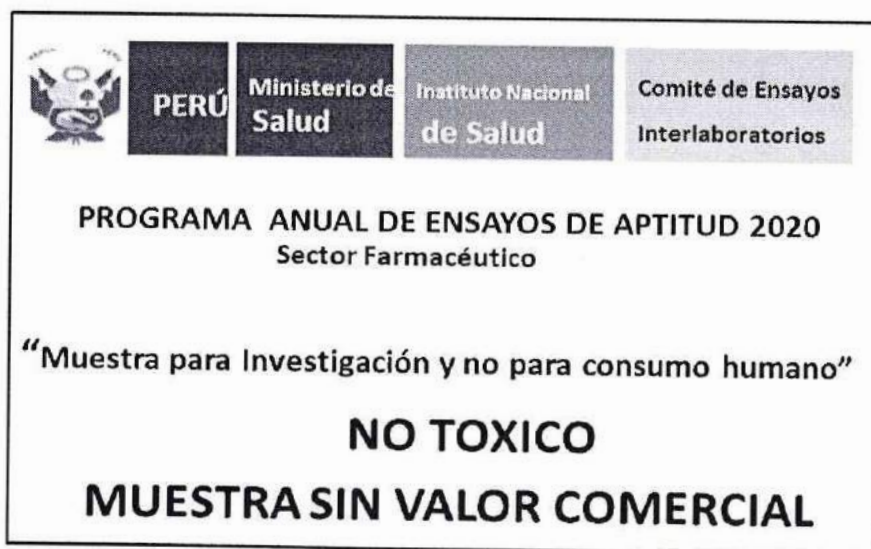 PERÚ
Ministerio de
Salud
Instituto Nacional
de Salud
Comité de Ensayos
Interlaboratorios
PROGRAMA ANUAL DE ENSAYOS DE APTITUD 2020
Sector Farmacéutico
“Muestra para Investigación y no para consumo humano”
NO TOXICO
MUESTRA SIN VALOR COMERCIAL